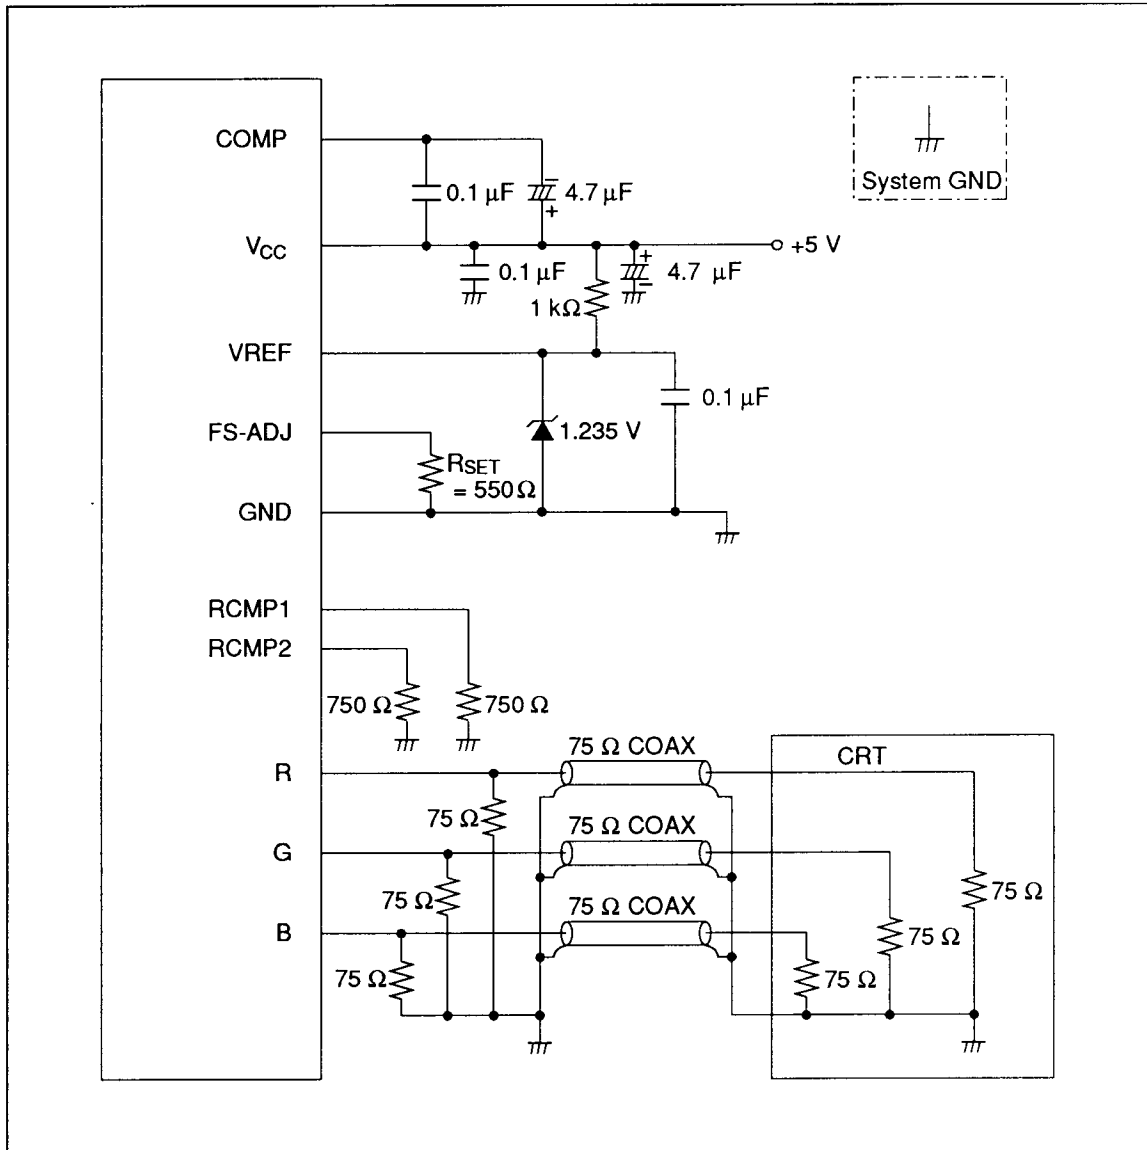 COMP
0.1 µF
4.7 µF
System GND
VCC
+5 V
0.1 µF
4.7 µF
1 kΩ
VREF
0.1 µF
FS-ADJ
1.235 V
RSET
= 550 Ω
GND
RCMP1
RCMP2
750 Ω
750 Ω
75 Ω COAX
CRT
R
75 Ω
75 Ω COAX
G
75 Ω
75 Ω
75 Ω COAX
B
75 Ω
75 Ω
75 Ω